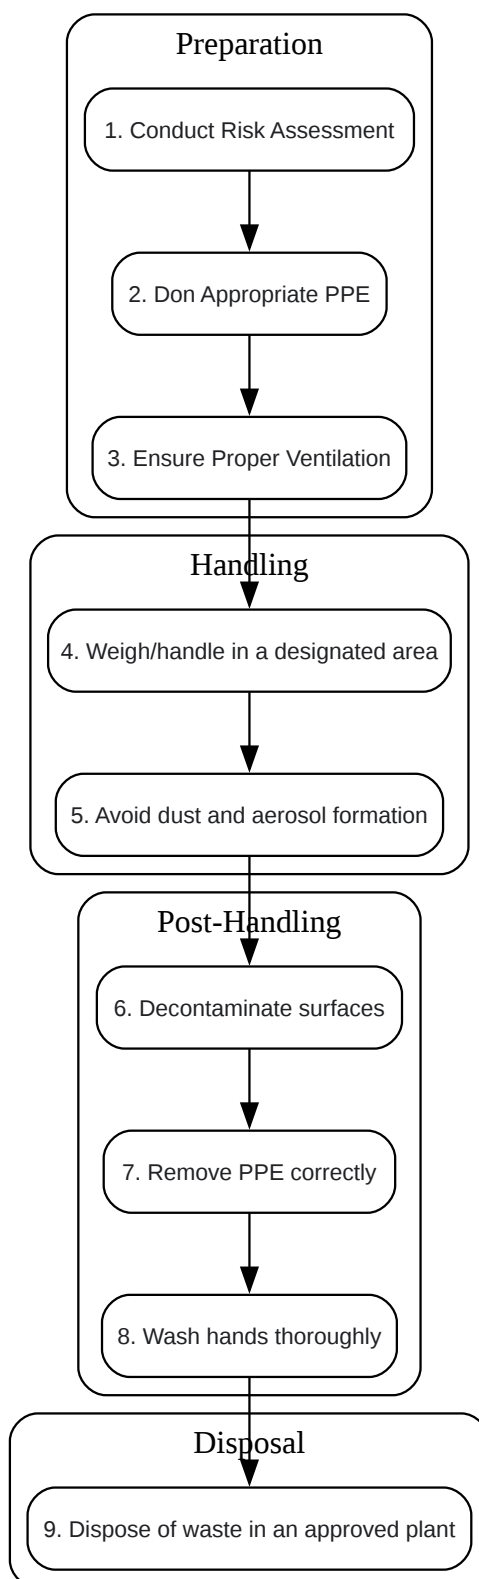 Preparation
1. Conduct Risk Assessment
2. Don Appropriate PPE
3. Ensure Proper Ventilation
Handling
4. Weigh/handle in a designated area
5. Avoid dust and aerosol formation
Post-Handling
6. Decontaminate surfaces
7. Remove PPE correctly
8. Wash hands thoroughly
Disposal
9. Dispose of waste in an approved plant